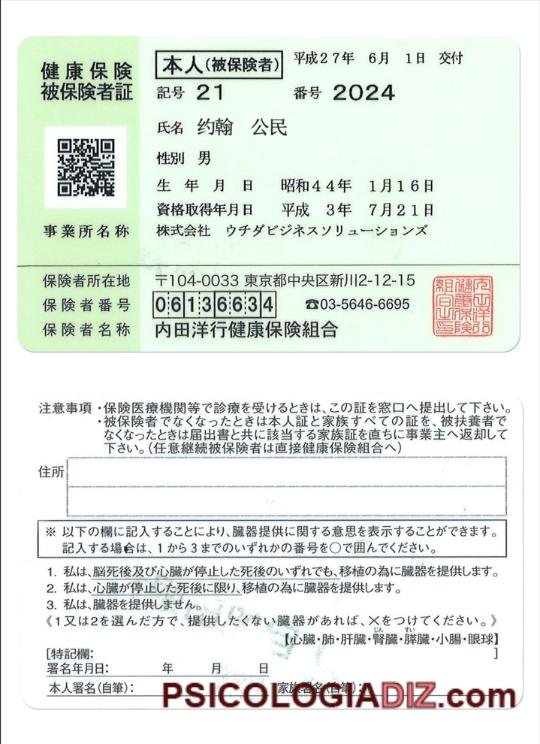 健康保険
被保険者証
本人(被保険者)
平成27年 6月 1日 交付
記号 21 番号 2024
氏名 约翰 公民
性別 男
生年月日 昭和44年 1月16日
資格取得年月日 平成 3年 7月21日
事業所名称 株式会社 ウチダビジネスソリューションズ
保険者所在地 〒104-0033 東京都中央区新川2-12-15
保険者番号 06136634 ☎03-5646-6695
保険者名称 内田洋行健康保険組合
注意事項・保険医療機関等で診療を受けるときは、この証を窓口へ提出して下さい。
・被保険者でなくなったときは本人証と家族すべての証を、被扶養者で
なくなったときは届出書と共に該当する家族証を直ちに事業主へ返却して
下さい。(任意継続被保険者は直接健康保険組合へ)
住所
※ 以下の欄に記入することにより、臓器提供に関する意思を表示することができます。
記入する場合は、1から3までのいずれかの番号を○で囲んでください。
1. 私は、脳死後及び心臓が停止した死後のいずれでも、移植の為に臓器を提供します。
2. 私は、心臓が停止した死後に限り、移植の為に臓器を提供します。
3. 私は、臓器を提供しません。
《1又は2を選んだ方で、提供したくない臓器があれば、×をつけてください。》
【心臓・肺・肝臓・腎臓・膵臓・小腸・眼球】
[特記欄: ]
署名年月日: 年 月 日
本人署名(自筆): 家族署名(自筆):
PSICOLOGIADIZ.com